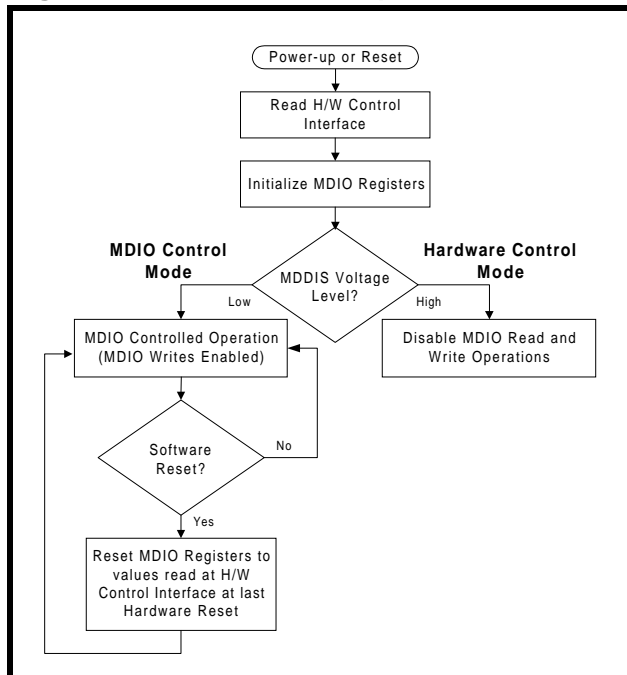 Power-up or Reset
Read H/W Control
Interface
Initialize MDIO Registers
MDIO Control
Mode
Hardware Control
Mode
MDDIS Voltage
Level?
Low
High
MDIO Controlled Operation
(MDIO Writes Enabled)
Disable MDIO Read and
Write Operations
Software
Reset?
No
Yes
Reset MDIO Registers to
values read at H/W
Control Interface at last
Hardware Reset